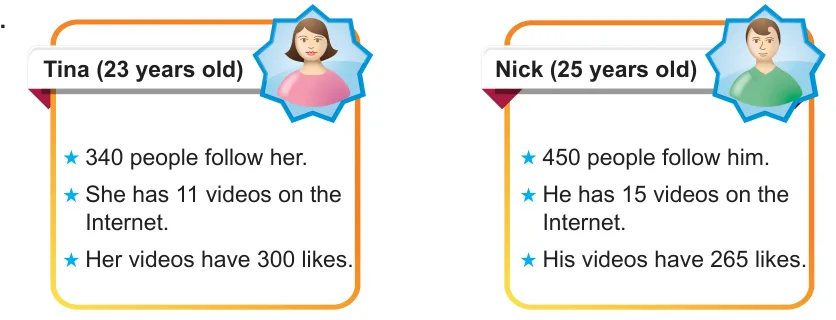 .
Tina (23 years old)
★ 340 people follow her.
★ She has 11 videos on the
Internet.
★ Her videos have 300 likes.
Nick (25 years old)
★ 450 people follow him.
★ He has 15 videos on the
Internet.
★ His videos have 265 likes.